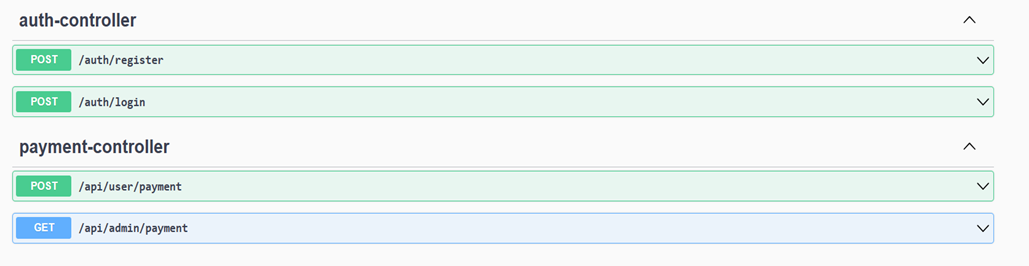 auth-controller
POST /auth/register
POST /auth/login
payment-controller
POST /api/user/payment
GET /api/admin/payment